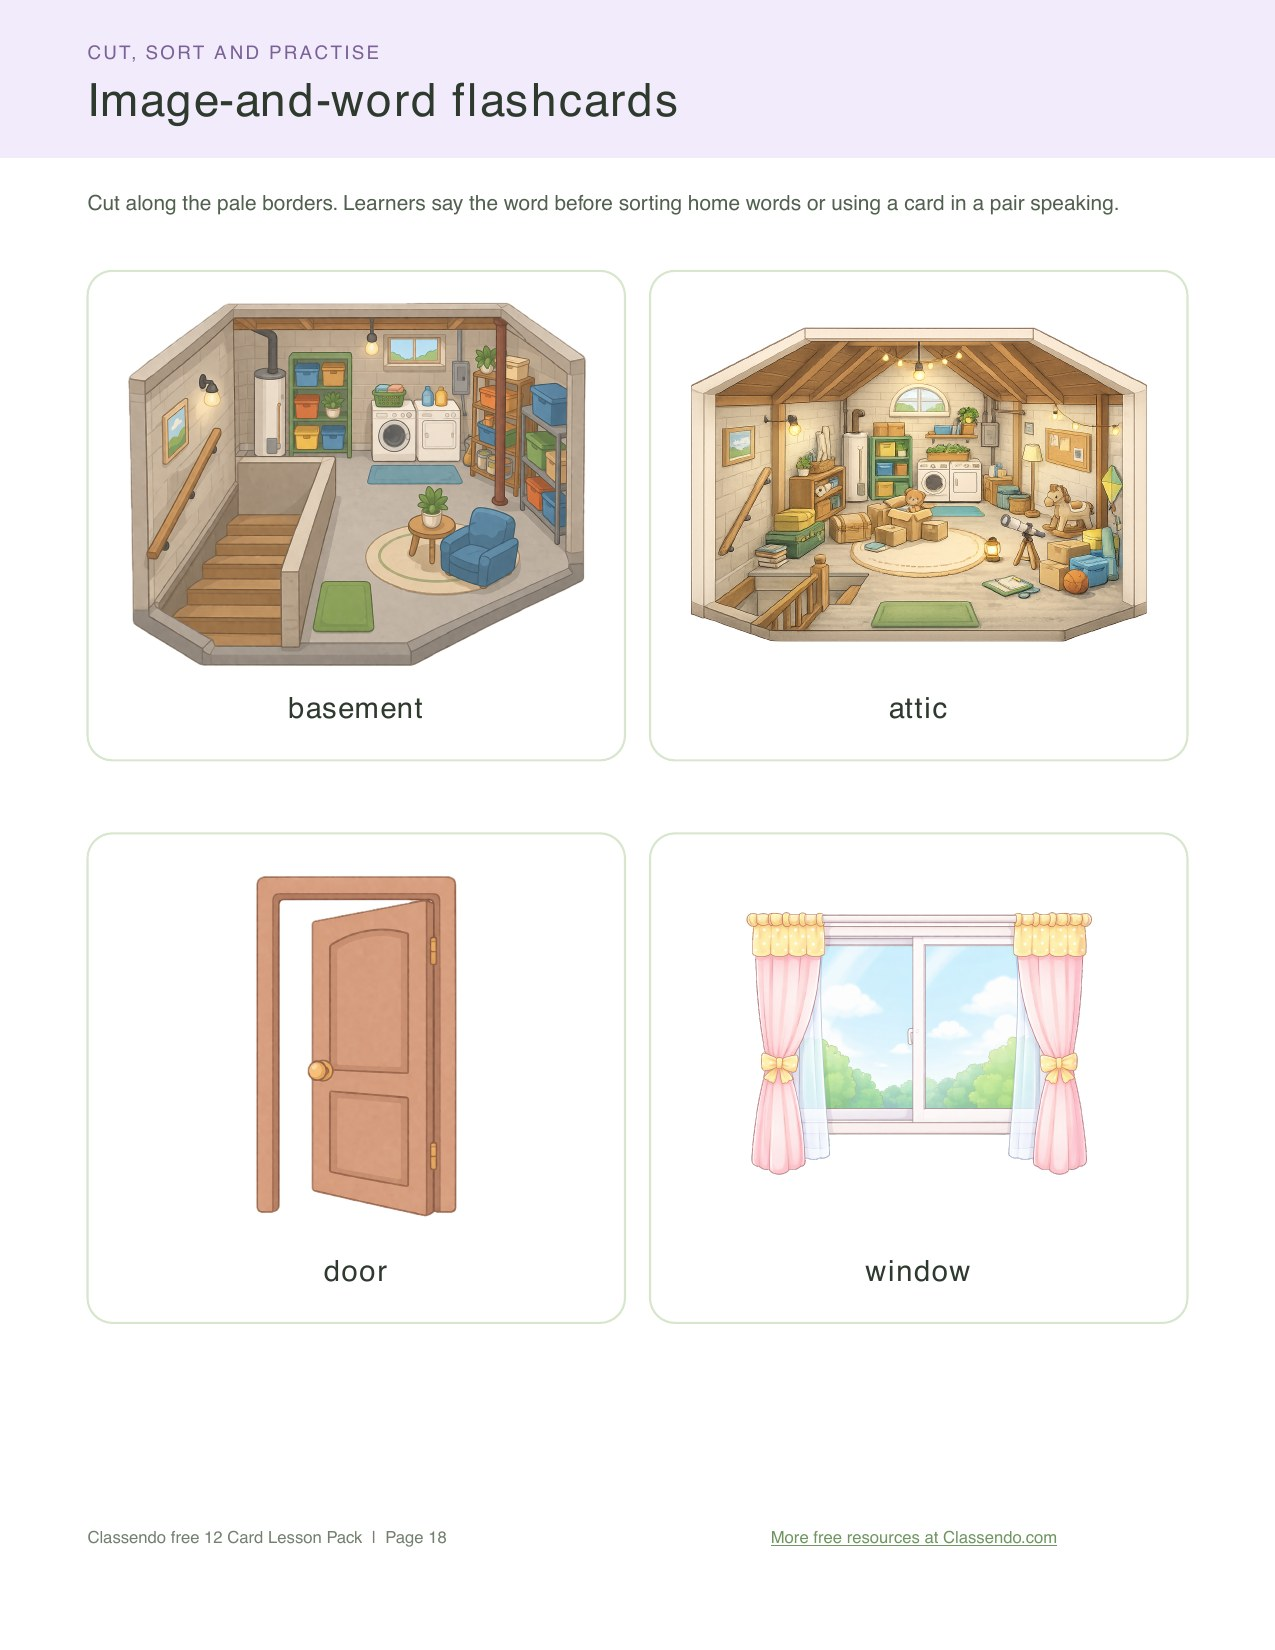 CUT, SORT AND PRACTISE
Image-and-word flashcards
Cut along the pale borders. Learners say the word before sorting home words or using a card in a pair speaking.
basement
attic
door
window
Classendo free 12 Card Lesson Pack | Page 18
More free resources at Classendo.com